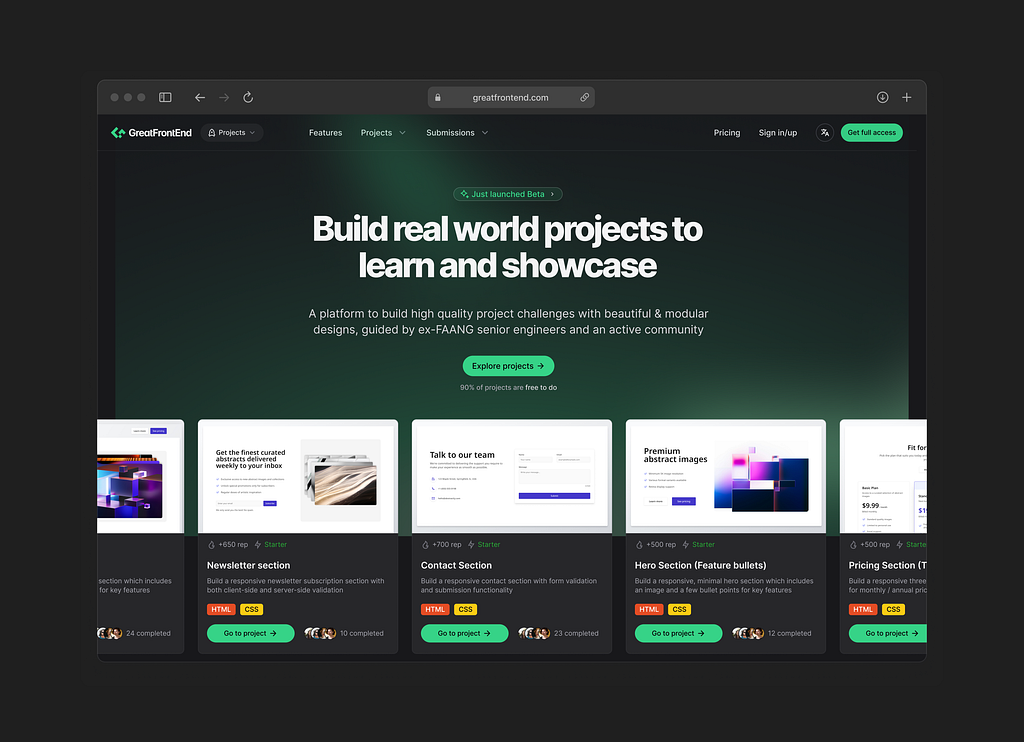 greatfrontend.com
GreatFrontEnd
Projects
Features
Projects
Submissions
Pricing
Sign in/up
Get full access
Just launched Beta
Build real world projects to
learn and showcase
A platform to build high quality project challenges with beautiful & modular
designs, guided by ex-FAANG senior engineers and an active community
Explore projects →
90% of projects are free to do
section which includes
for key features
24 completed
Get the finest curated
abstracts delivered
weekly to your inbox
+650 rep
Starter
Newsletter section
Build a responsive newsletter subscription section with
both client-side and server-side validation
HTML
CSS
Go to project →
10 completed
Talk to our team
+700 rep
Starter
Contact Section
Build a responsive contact section with form validation
and submission functionality
HTML
CSS
Go to project →
23 completed
Premium
abstract images
+500 rep
Starter
Hero Section (Feature bullets)
Build a responsive, minimal hero section which includes
an image and a few bullet points for key features
HTML
CSS
Go to project →
12 completed
Fit for
Basic Plan
$9.99
+500 rep
Starte
Pricing Section (T
Build a responsive three
for monthly / annual pric
HTML
CSS
Go to project →